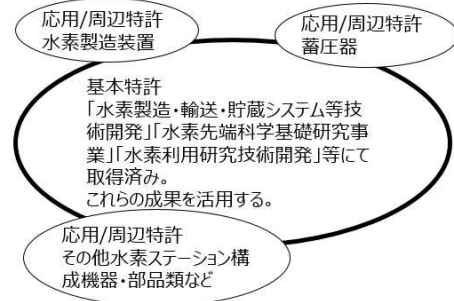 応用/周辺特許
水素製造装置
応用/周辺特許
蓄圧器
基本特許
「水素製造・輸送・貯蔵システム等技
術開発」「水素先端科学基礎研究事
業」「水素利用研究技術開発」等にて
取得済み。
これらの成果を活用する。
応用/周辺特許
その他水素ステーション構
成機器・部品類など